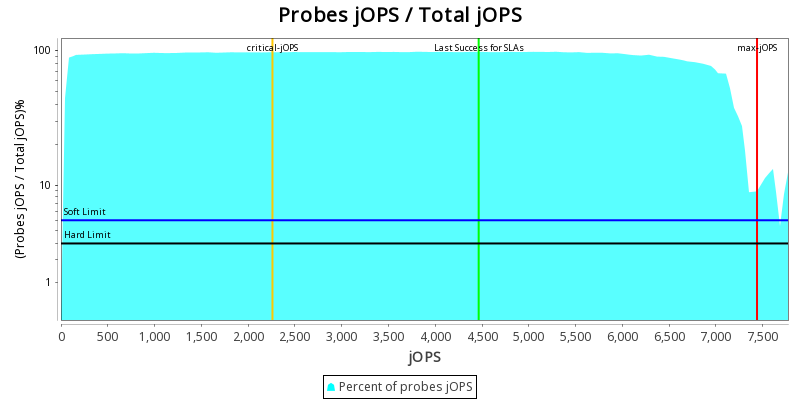 Probes jOPS / Total jOPS
(Probes jOPS / Total jOPS)%
100
10
1
critical-jOPS
Last Success for SLAs
max-jOPS
Soft Limit
Hard Limit
0 500 1,000 1,500 2,000 2,500 3,000 3,500 4,000 4,500 5,000 5,500 6,000 6,500 7,000 7,500
jOPS
Percent of probes jOPS